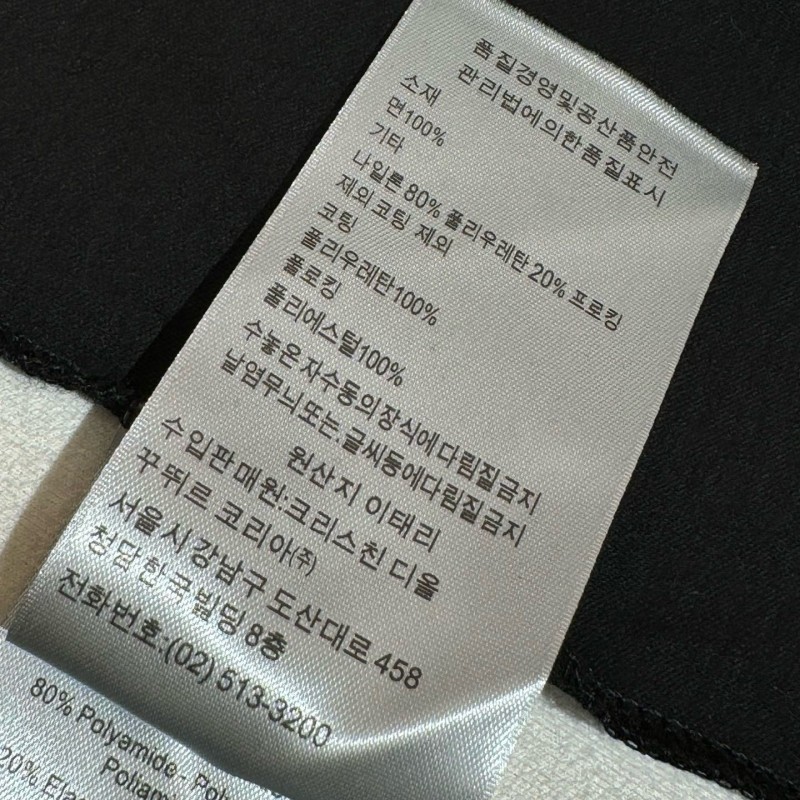 품질경영및공산품안전
관리법에의한품질표시
소재
면100%
기타
나일론 80% 폴리우레탄 20% 프로킹
제외 코팅 제외
코팅
폴리우레탄100%
플로킹
폴리에스털100%
수놓은자수등의장식에다림질금지
날염무늬또는글씨등에다림질금지
원산지 이태리
수입판매원:크리스친 디올
꾸뛰르 코리아(주)
서울시 강남구 도산대로 458
청담한국빌딩 8층
전화번호:(02) 513-3200
80% Polyamide-
20%